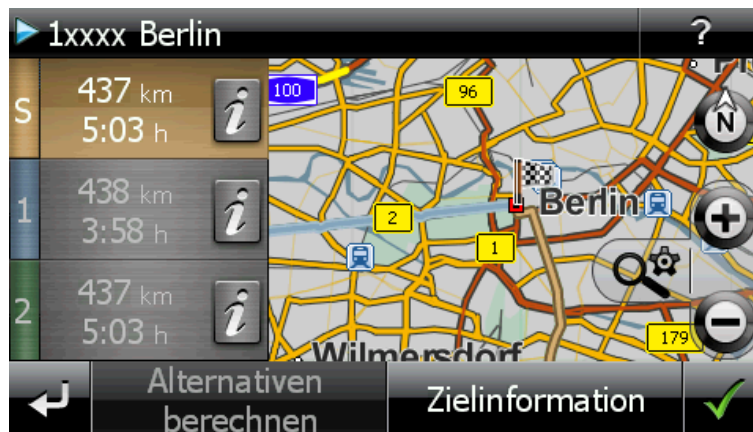 1xxxx Berlin
?
S
437 km
5:03 h
i
1
438 km
3:58 h
i
2
437 km
5:03 h
i
100
96
N
Berlin
2
1
179
Wilmersdorf
Alternativen
berechnen
Zielinformation